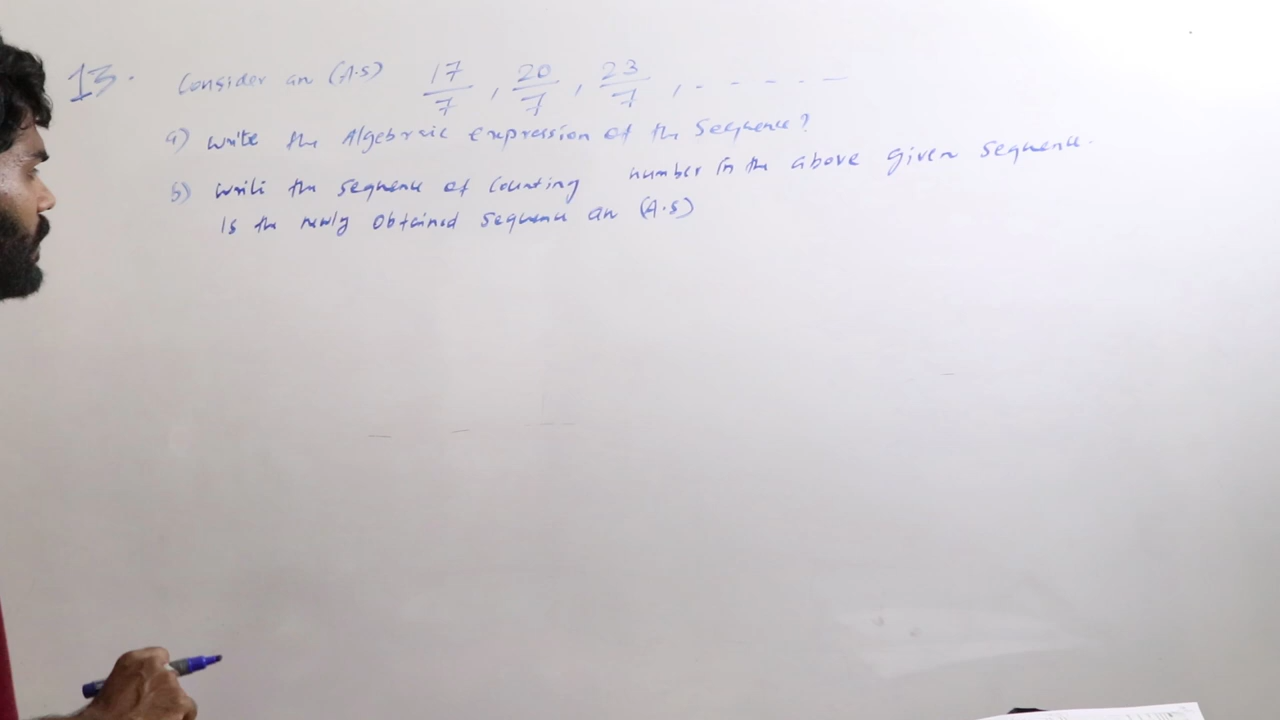 13. Consider an (A.S) 17/7, 20/7, 23/7, - - - - - -
a) write the Algebraic Expression of the Sequence?
b) write the sequence of Counting number in the above given sequence.
Is the newly obtained sequence an (A.S)